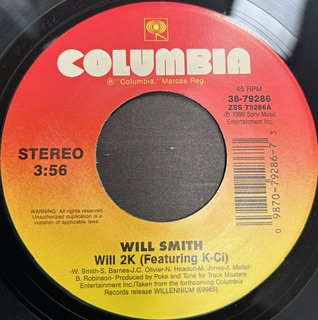 COLUMBIA
® "Columbia," Marcas Reg.
45 RPM
38-79286
ZSS 79286A
℗ 1999 Sony Music
Entertainment Inc.
STEREO
3:56
0 9870-79286-7 3
WARNING: All Rights Reserved.
Unauthorized duplication is a
violation of applicable laws.
WILL SMITH
Will 2K (Featuring K-Ci)
-W. Smith-S. Barnes-J.C. Olivier-N. Headon-M. Jones-J. Mellor-
B. Robinson- Produced by Poke and Tone for Track Masters
Entertainment Inc./Taken from the forthcoming Columbia
Records release WILLENNIUM (69985).